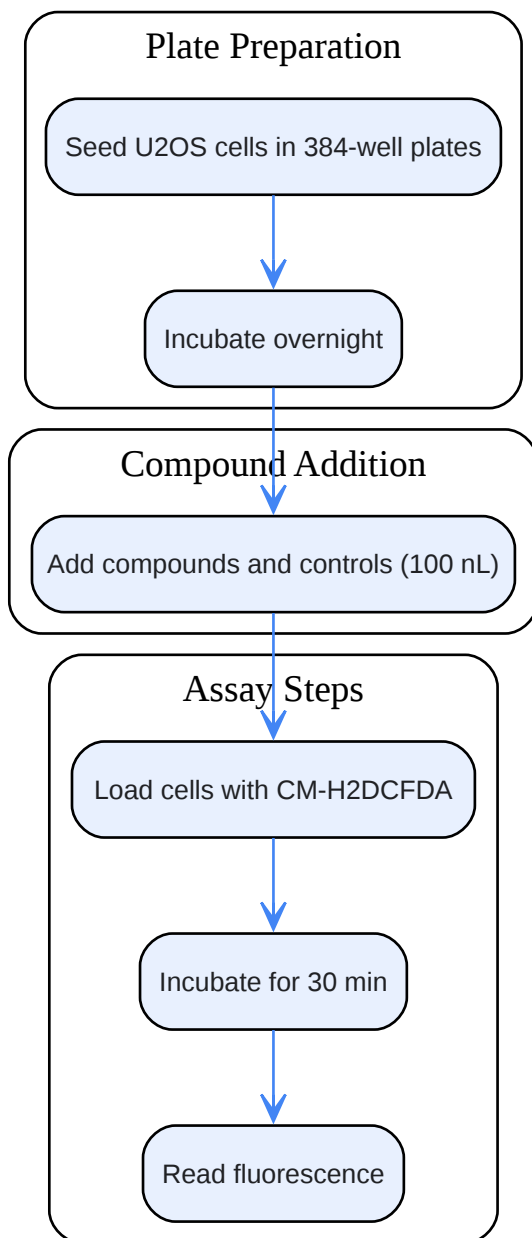 Plate Preparation
Seed U2OS cells in 384-well plates
Incubate overnight
Compound Addition
Add compounds and controls (100 nL)
Assay Steps
Load cells with CM-H2DCFDA
Incubate for 30 min
Read fluorescence